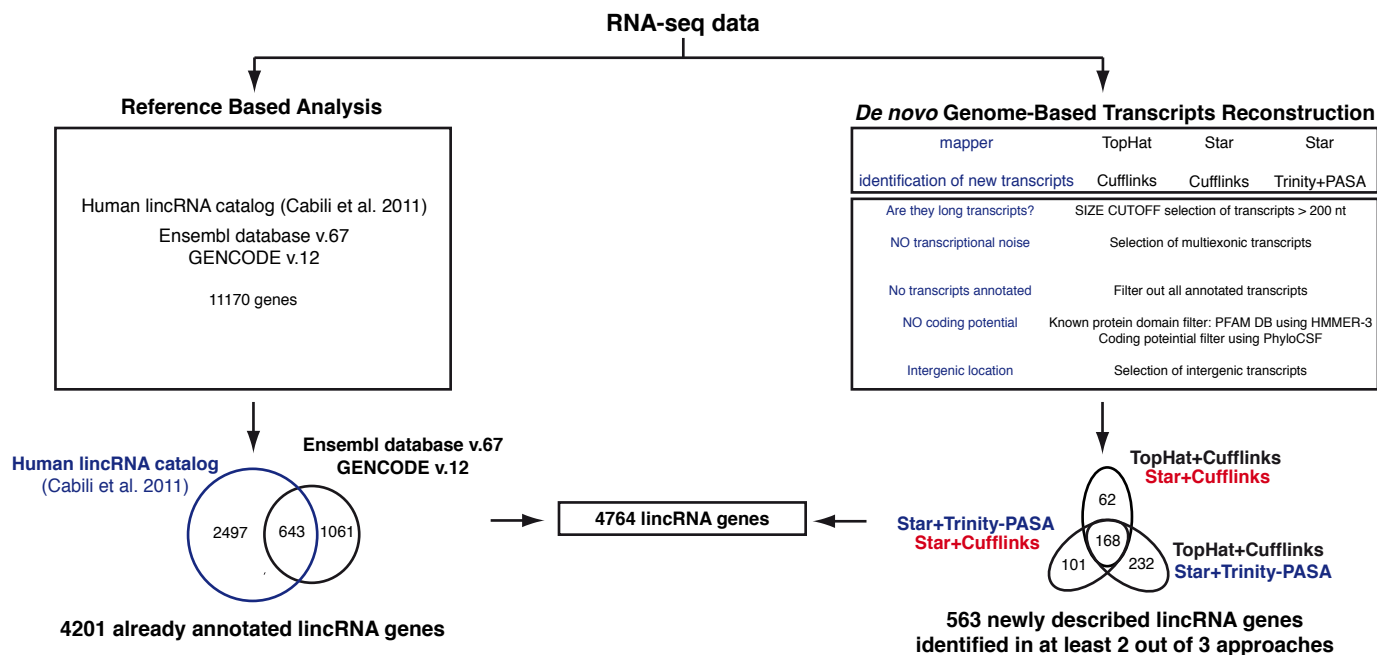 RNA-seq data
Reference Based Analysis
Human lincRNA catalog (Cabili et al. 2011)
Ensembl database v.67
GENCODE v.12
11170 genes
De novo Genome-Based Transcripts Reconstruction
mapper TopHat Star Star
identification of new transcripts Cufflinks Cufflinks Trinity+PASA
Are they long transcripts? SIZE CUTOFF selection of transcripts > 200 nt
NO transcriptional noise Selection of multiexonic transcripts
No transcripts annotated Filter out all annotated transcripts
NO coding potential Known protein domain filter: PFAM DB using HMMER-3
Coding poteintial filter using PhyloCSF
Intergenic location Selection of intergenic transcripts
Human lincRNA catalog
(Cabili et al. 2011)
Ensembl database v.67
GENCODE v.12
2497 643 1061
4201 already annotated lincRNA genes
4764 lincRNA genes
TopHat+Cufflinks
Star+Cufflinks
Star+Trinity-PASA
Star+Cufflinks
TopHat+Cufflinks
Star+Trinity-PASA
62
168
101 232
563 newly described lincRNA genes
identified in at least 2 out of 3 approaches